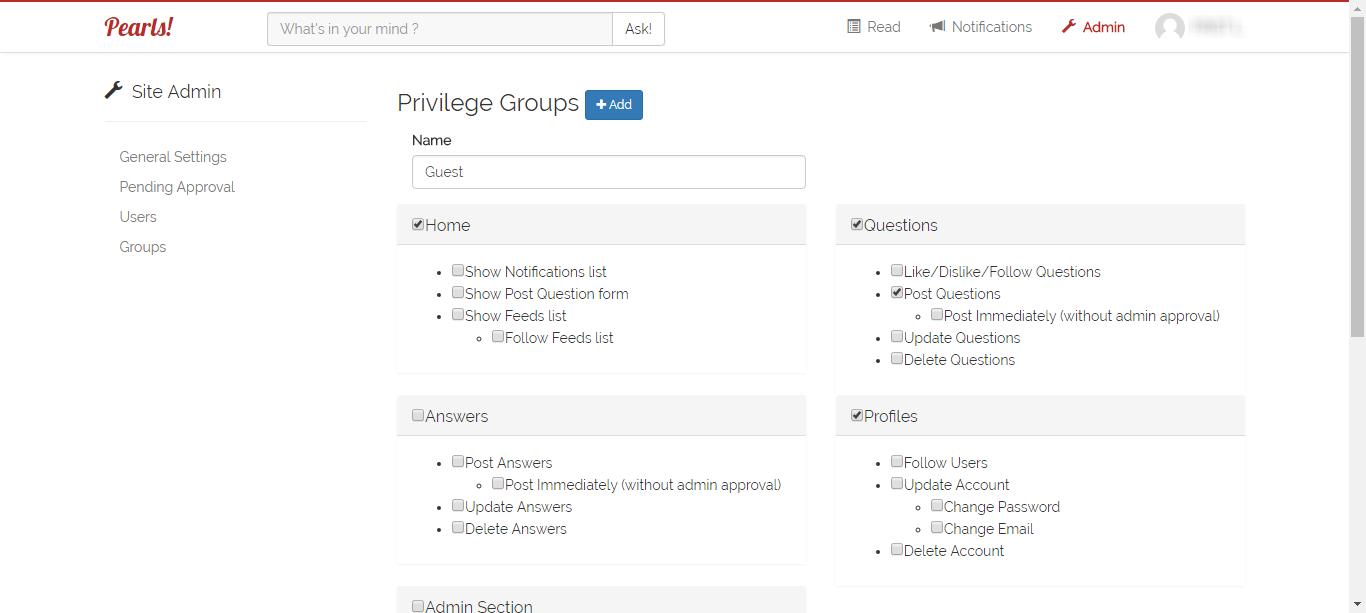 Pearls!
What's in your mind ?
Ask!
Read
Notifications
Admin
Site Admin
General Settings
Pending Approval
Users
Groups
Privilege Groups
Add
Name
Guest
Home
Show Notifications list
Show Post Question form
Show Feeds list
Follow Feeds list
Questions
Like/Dislike/Follow Questions
Post Questions
Post Immediately (without admin approval)
Update Questions
Delete Questions
Answers
Post Answers
Post Immediately (without admin approval)
Update Answers
Delete Answers
Profiles
Follow Users
Update Account
Change Password
Change Email
Delete Account
Admin Section